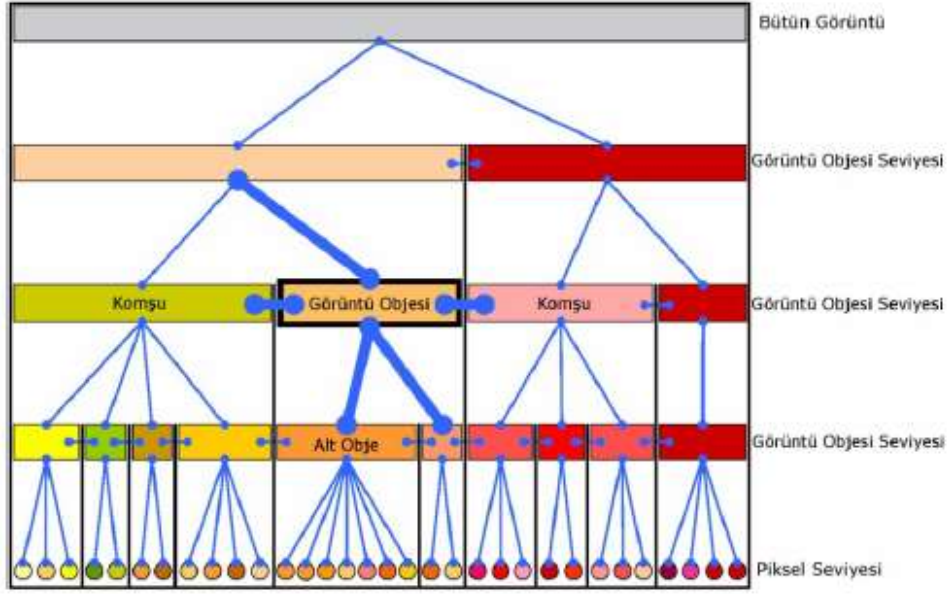 Bütün Görüntü
Görüntü Objesi Seviyesi
Komşu
Görüntü Objesi
Komşu
Görüntü Objesi Seviyesi
Alt Obje
Görüntü Objesi Seviyesi
Piksel Seviyesi